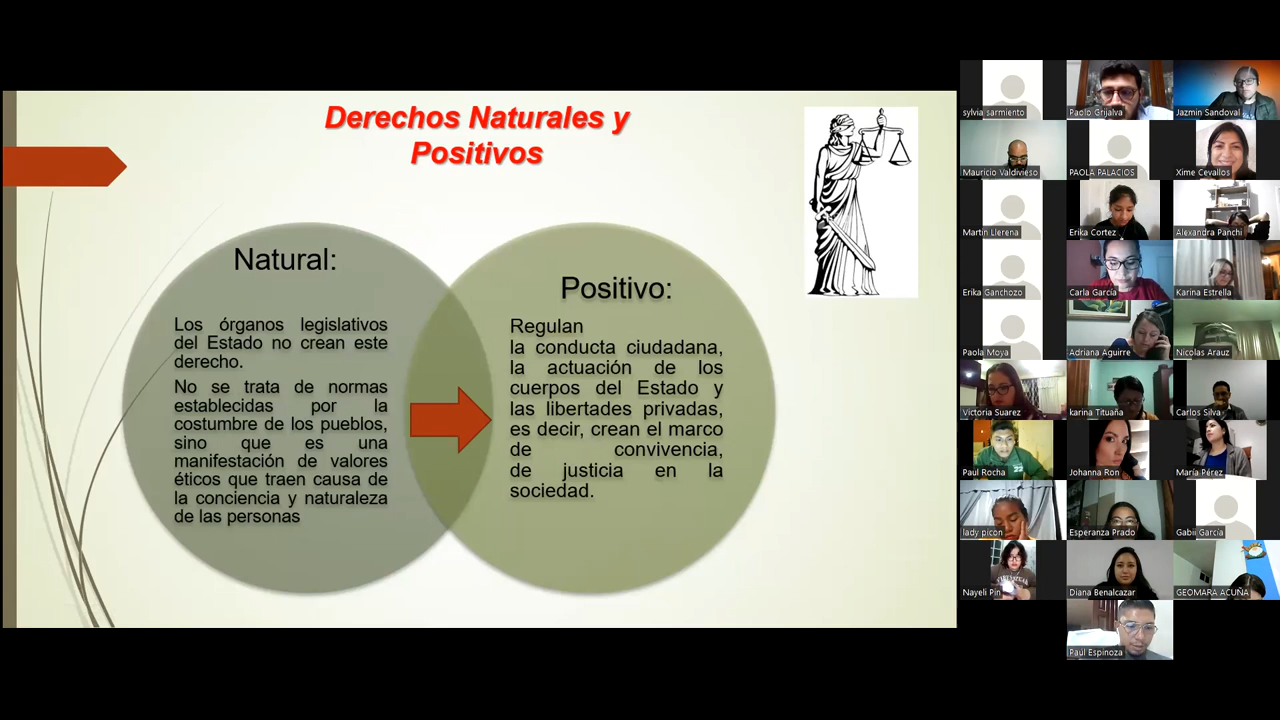 Derechos Naturales y
Positivos
Natural:
Los órganos legislativos
del Estado no crean este
derecho.
No se trata de normas
establecidas por la
costumbre de los pueblos,
sino que es una
manifestación de valores
éticos que traen causa de
la conciencia y naturaleza
de las personas
Positivo:
Regulan
la conducta ciudadana,
la actuación de los
cuerpos del Estado y
las libertades privadas,
es decir, crean el marco
de convivencia,
de justicia en la
sociedad.
sylvia sarmiento
Paolo Grijalva
Jazmin Sandoval
Mauricio Valdivieso
PAOLA PALACIOS
Xime Cevallos
Martin Llerena
Erika Cortez
Alexandra Panchi
Erika Ganchozo
Carla García
Karina Estrella
Paola Moya
Adriana Aguirre
Nicolas Arauz
Victoria Suarez
karina Tituaña
Carlos Silva
Paul Rocha
Johanna Ron
María Pérez
lady picon
Esperanza Prado
Gabii García
Nayeli Pin
Diana Benalcazar
GEOMARA ACUÑA
Paúl Espinoza